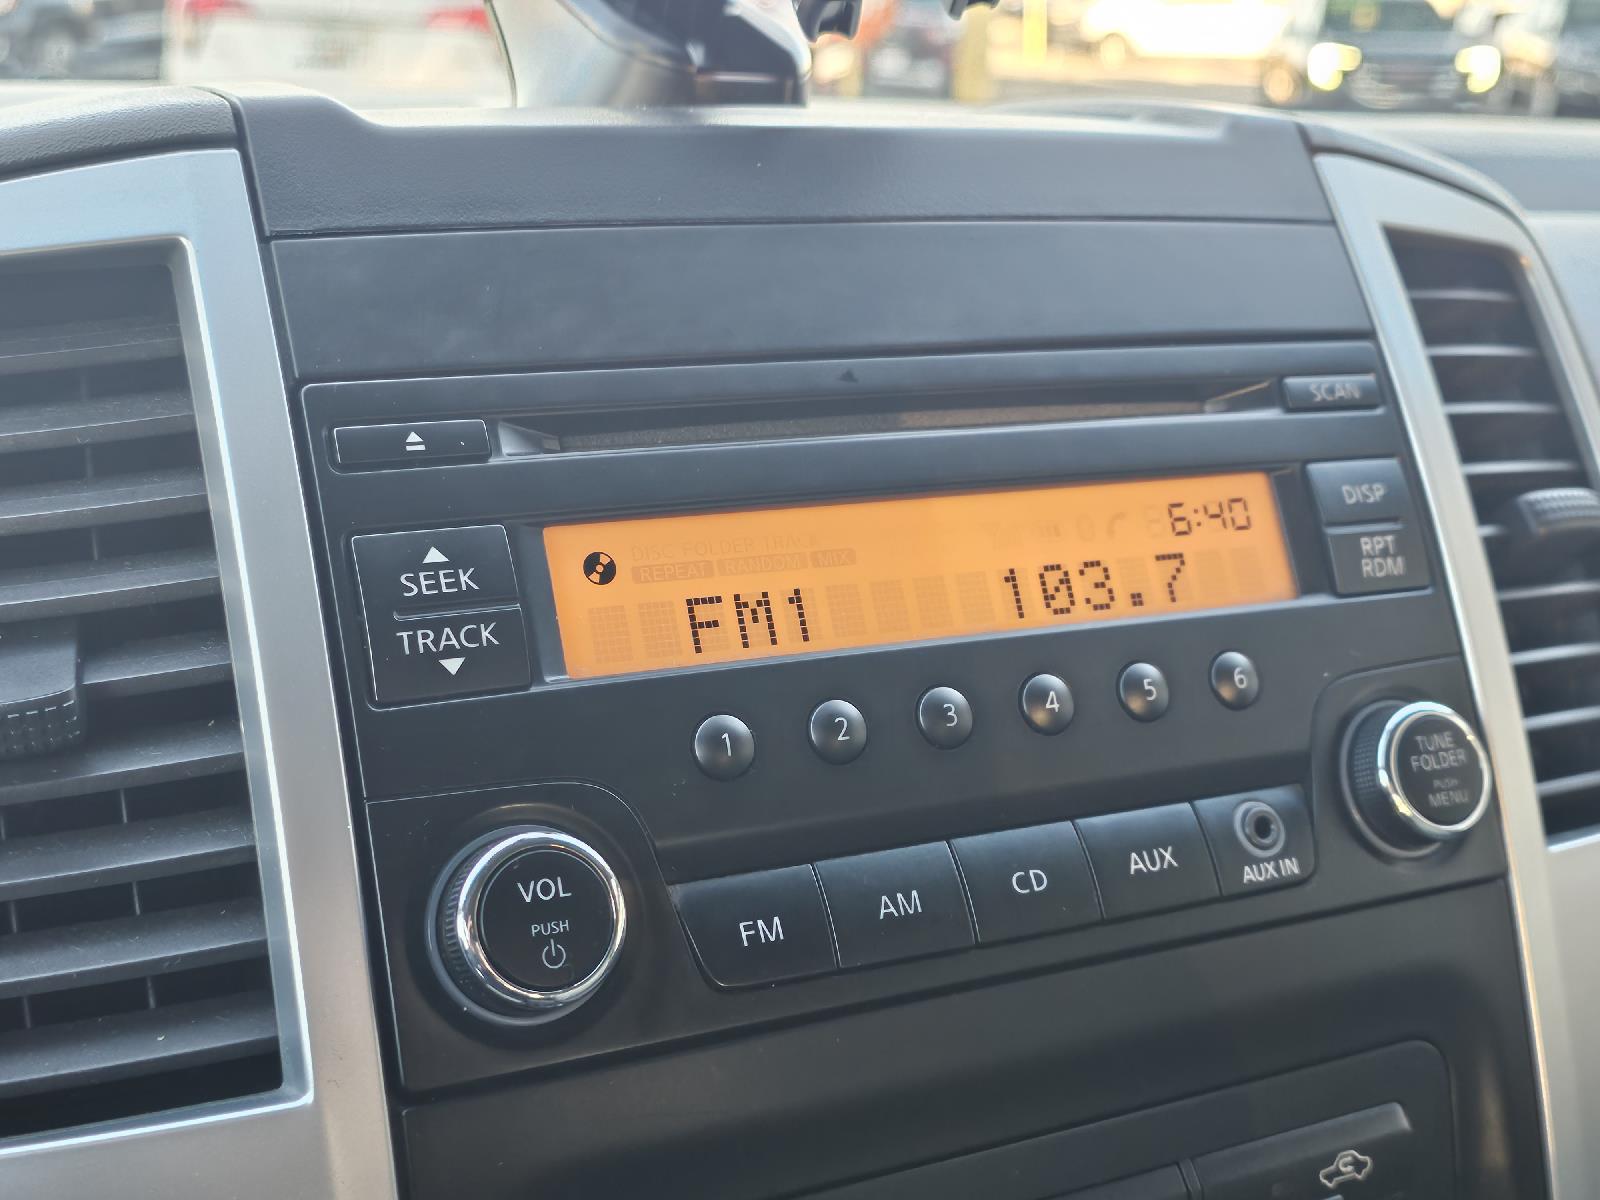 SCAN
DISP
6:40
DISC FOLDER TRACK
REPEAT RANDOM MIX
RPT
RDM
SEEK
TRACK
FM1 103.7
1 2 3 4 5 6
TUNE
FOLDER
PUSH
MENU
VOL
PUSH
FM AM CD AUX AUX IN